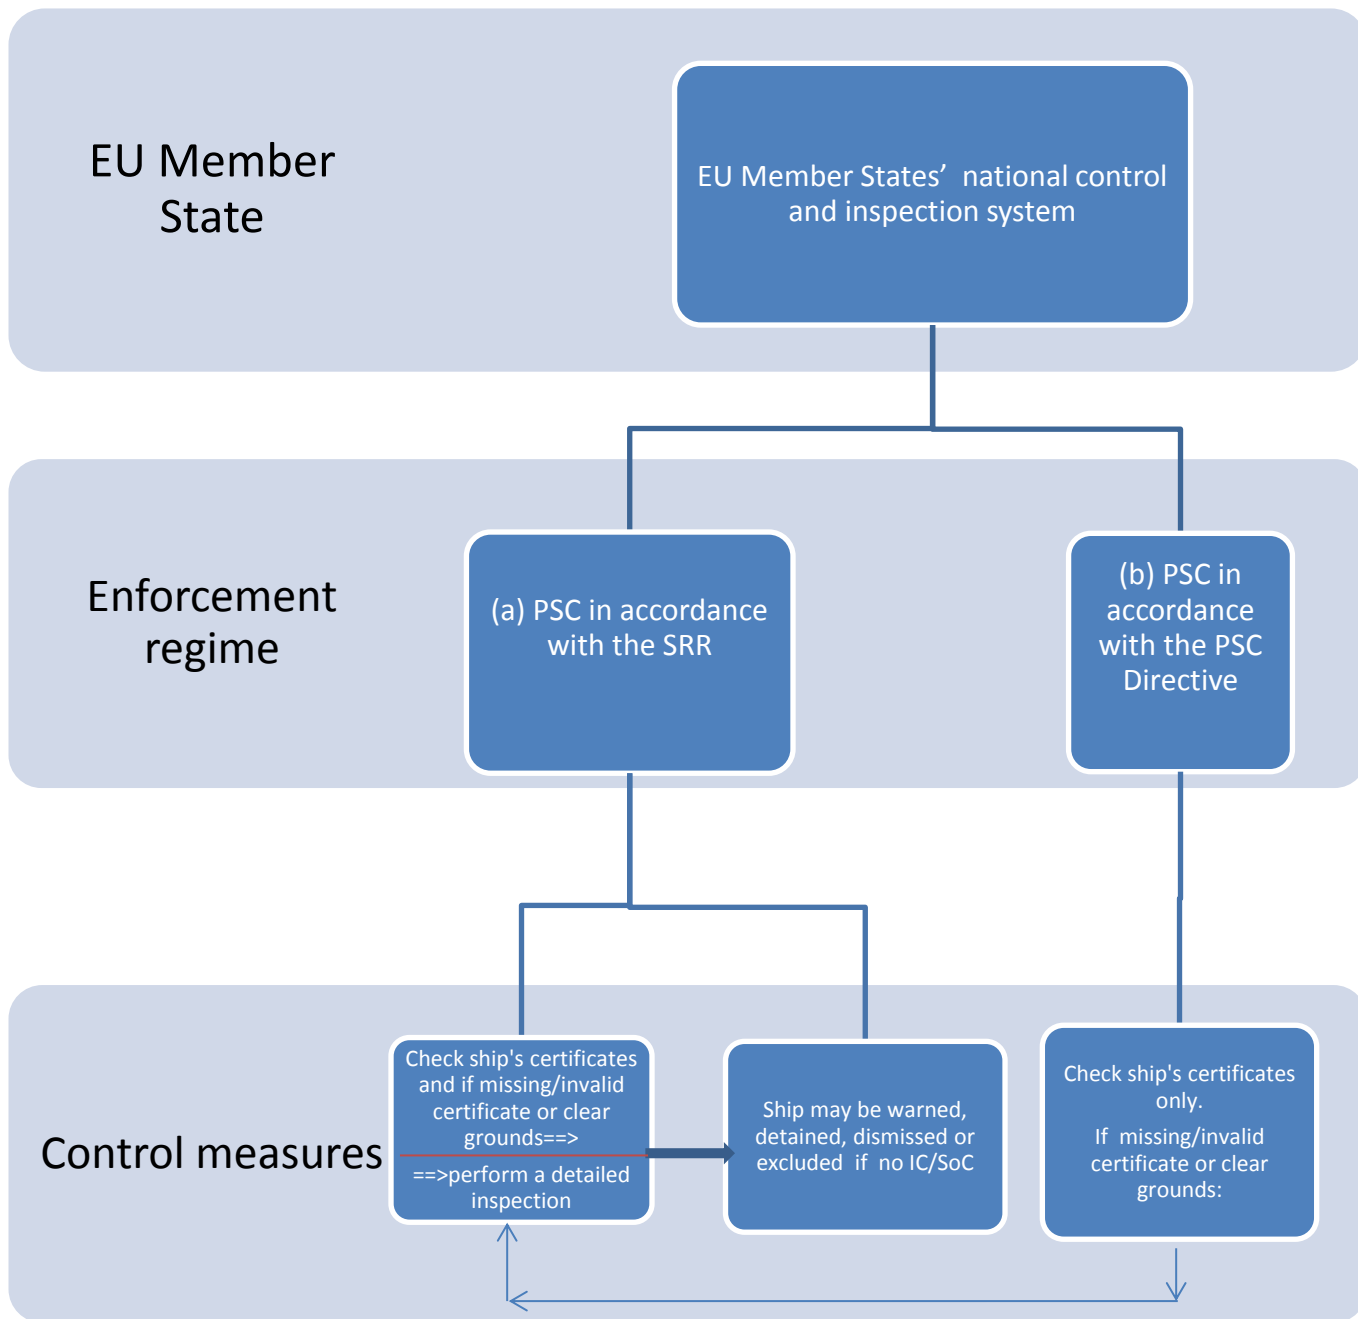 EU Member
State
EU Member States’ national control
and inspection system
Enforcement
regime
(a) PSC in accordance
with the SRR
(b) PSC in
accordance
with the PSC
Directive
Control measures
Check ship's certificates
and if missing/invalid
certificate or clear
grounds==>
==>perform a detailed
inspection
Ship may be warned,
detained, dismissed or
excluded if no IC/SoC
Check ship's certificates
only.
If missing/invalid
certificate or clear
grounds: